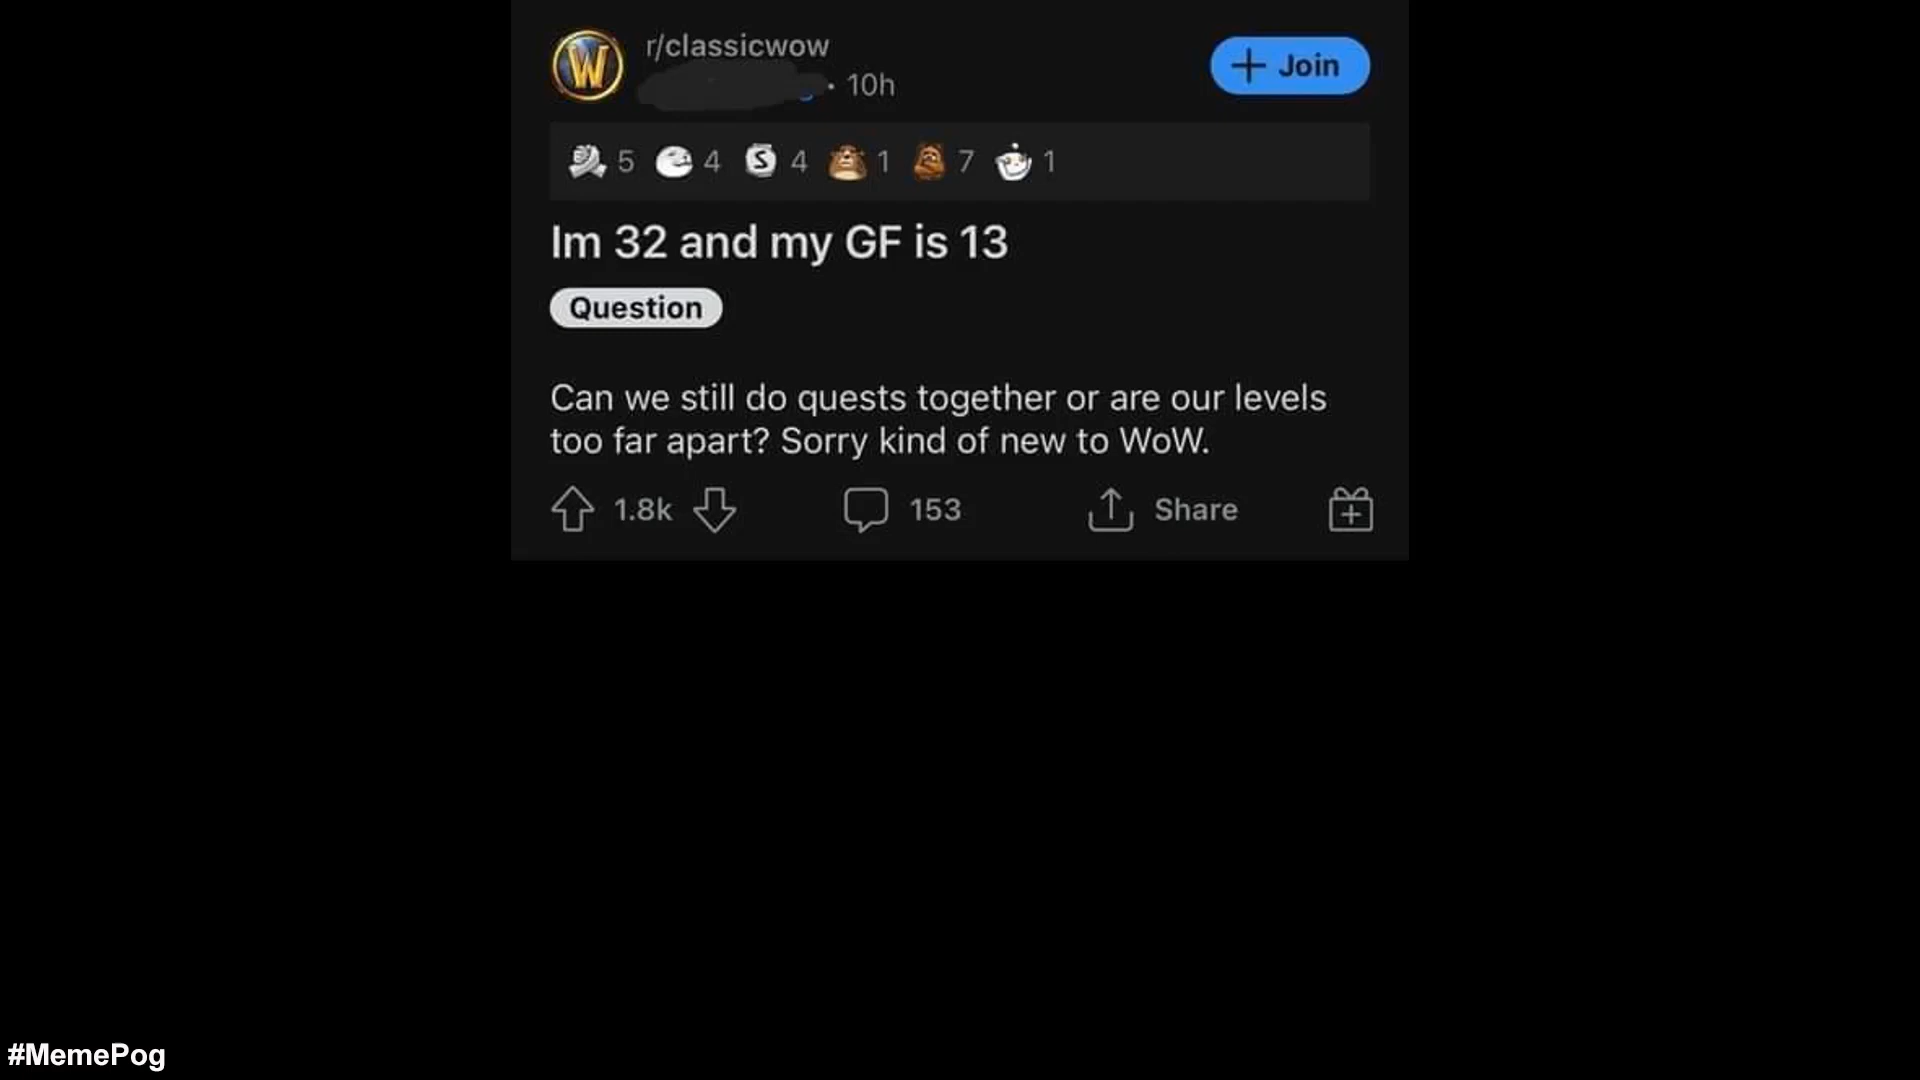 r/classicwow
• 10h
+ Join
5 4 4 1 7 1
Im 32 and my GF is 13
Question
Can we still do quests together or are our levels
too far apart? Sorry kind of new to WoW.
1.8k 153 Share
#MemePog